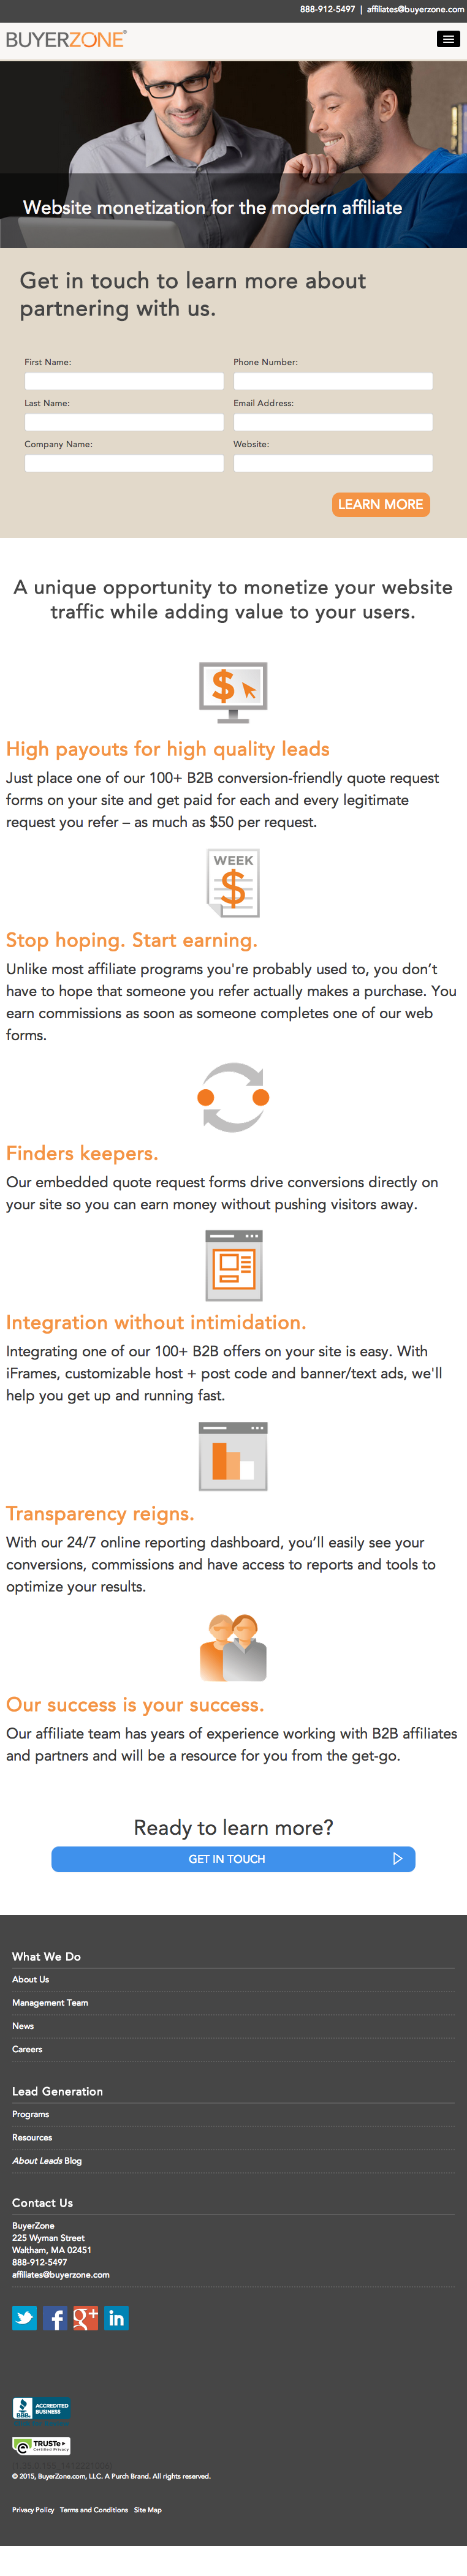 888-912-5497 | affiliates@buyerzone.com
BUYERZONE®
Website monetization for the modern affiliate
Get in touch to learn more about
partnering with us.
First Name:
Phone Number:
Last Name:
Email Address:
Company Name:
Website:
LEARN MORE
A unique opportunity to monetize your website
traffic while adding value to your users.
$
High payouts for high quality leads
Just place one of our 100+ B2B conversion-friendly quote request
forms on your site and get paid for each and every legitimate
request you refer – as much as $50 per request.
WEEK
$
Stop hoping. Start earning.
Unlike most affiliate programs you're probably used to, you don’t
have to hope that someone you refer actually makes a purchase. You
earn commissions as soon as someone completes one of our web
forms.
Finders keepers.
Our embedded quote request forms drive conversions directly on
your site so you can earn money without pushing visitors away.
Integration without intimidation.
Integrating one of our 100+ B2B offers on your site is easy. With
iFrames, customizable host + post code and banner/text ads, we'll
help you get up and running fast.
Transparency reigns.
With our 24/7 online reporting dashboard, you’ll easily see your
conversions, commissions and have access to reports and tools to
optimize your results.
Our success is your success.
Our affiliate team has years of experience working with B2B affiliates
and partners and will be a resource for you from the get-go.
Ready to learn more?
GET IN TOUCH
What We Do
About Us
Management Team
News
Careers
Lead Generation
Programs
Resources
About Leads Blog
Contact Us
BuyerZone
225 Wyman Street
Waltham, MA 02451
888-912-5497
affiliates@buyerzone.com
f
g+
in
BBB
ACCREDITED
BUSINESS
TRUSTe
Certified Privacy
© 2015, BuyerZone.com, LLC. A Purch Brand. All rights reserved.
Privacy Policy Terms and Conditions Site Map